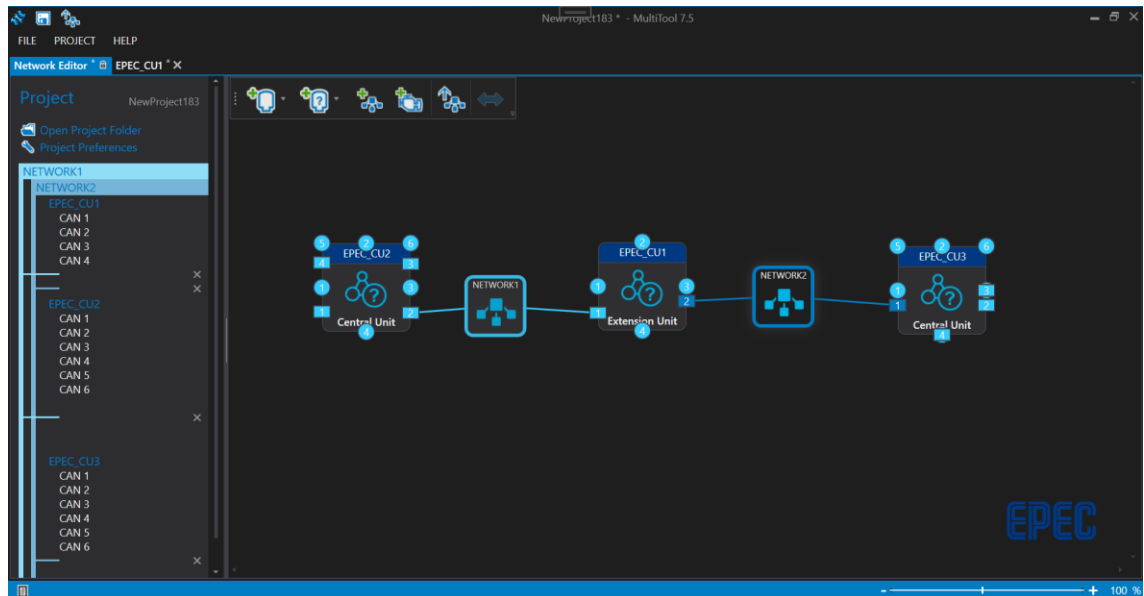 NewProject183 * - MultiTool 7.5
FILE PROJECT HELP
Network Editor * EPEC_CU1 * ×
Project NewProject183
Open Project Folder
Project Preferences
NETWORK1
NETWORK2
EPEC_CU1
CAN 1
CAN 2
CAN 3
CAN 4
EPEC_CU2
CAN 1
CAN 2
CAN 3
CAN 4
CAN 5
CAN 6
EPEC_CU3
CAN 1
CAN 2
CAN 3
CAN 4
CAN 5
CAN 6
5 2 6
EPEC_CU2
4 3
1 3
1 2
Central Unit
4
NETWORK1
2
EPEC_CU1
1 3
2
1
Extension Unit
4
NETWORK2
5 2 6
EPEC_CU3
1 3
1 2
Central Unit
4
EPEC
- + 100 %